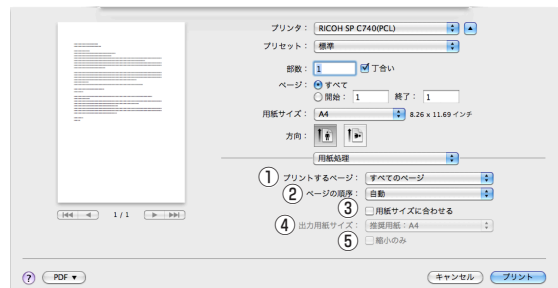 プリンタ： RICOH SP C740(PCL)
プリセット： 標準
部数： 1 丁合い
ページ： すべて
開始： 1 終了： 1
用紙サイズ： A4 8.26 x 11.69 インチ
方向：
用紙処理
① プリントするページ： すべてのページ
② ページの順序： 自動
③ 用紙サイズに合わせる
④ 出力用紙サイズ： 推奨用紙：A4
⑤ 縮小のみ
1 / 1
? PDF ▼ キャンセル プリント